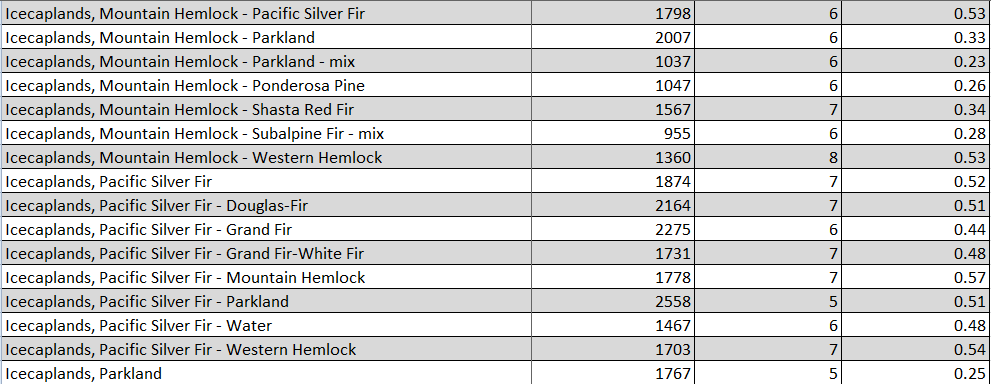 Icecaplands, Mountain Hemlock - Pacific Silver Fir 1798 6 0.53
Icecaplands, Mountain Hemlock - Parkland 2007 6 0.33
Icecaplands, Mountain Hemlock - Parkland - mix 1037 6 0.23
Icecaplands, Mountain Hemlock - Ponderosa Pine 1047 6 0.26
Icecaplands, Mountain Hemlock - Shasta Red Fir 1567 7 0.34
Icecaplands, Mountain Hemlock - Subalpine Fir - mix 955 6 0.28
Icecaplands, Mountain Hemlock - Western Hemlock 1360 8 0.53
Icecaplands, Pacific Silver Fir 1874 7 0.52
Icecaplands, Pacific Silver Fir - Douglas-Fir 2164 7 0.51
Icecaplands, Pacific Silver Fir - Grand Fir 2275 6 0.44
Icecaplands, Pacific Silver Fir - Grand Fir-White Fir 1731 7 0.48
Icecaplands, Pacific Silver Fir - Mountain Hemlock 1778 7 0.57
Icecaplands, Pacific Silver Fir - Parkland 2558 5 0.51
Icecaplands, Pacific Silver Fir - Water 1467 6 0.48
Icecaplands, Pacific Silver Fir - Western Hemlock 1703 7 0.54
Icecaplands, Parkland 1767 5 0.25